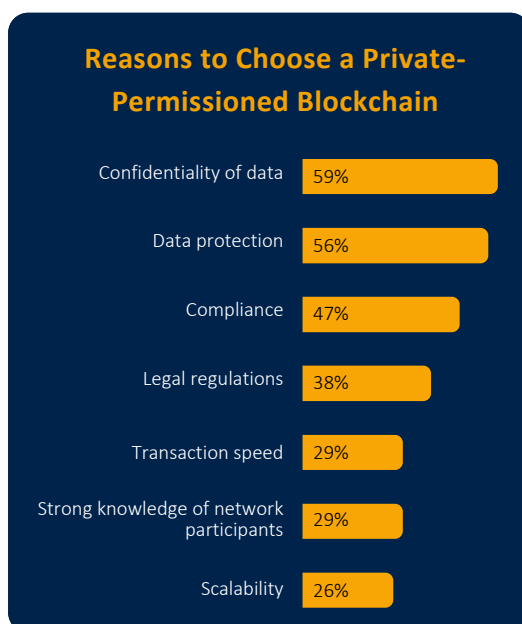 Reasons to Choose a Private-
Permissioned Blockchain
Confidentiality of data
59%
Data protection
56%
Compliance
47%
Legal regulations
38%
Transaction speed
29%
Strong knowledge of network
participants
29%
Scalability
26%